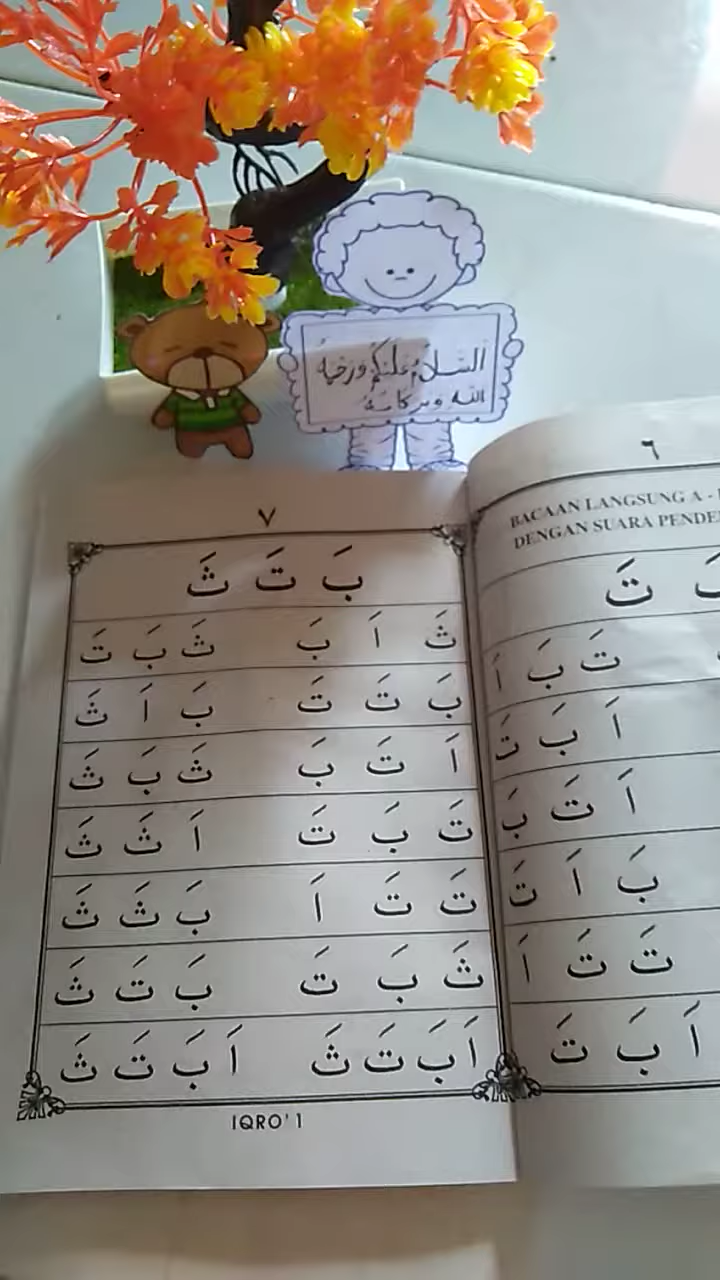 السلام عليكم ورحمة
الله وبركاته
٦
BACAAN LANGSUNG A -
DENGAN SUARA PENDE
تَ
تَ بَ اَ
اَ بَ تَ
اَ تَ بَ
بَ اَ تَ
تَ تَ اَ
اَ بَ تَ
٧
بَ تَ ثَ
ثَ اَ بَ ثَ بَ تَ
بَ تَ تَ بَ اَ ثَ
اَ تَ بَ ثَ بَ ثَ
تَ بَ تَ اَ ثَ ثَ
تَ تَ اَ بَ ثَ ثَ
ثَ بَ تَ بَ تَ ثَ
اَ بَ تَ ثَ اَ بَ تَ ثَ
IQRO' 1